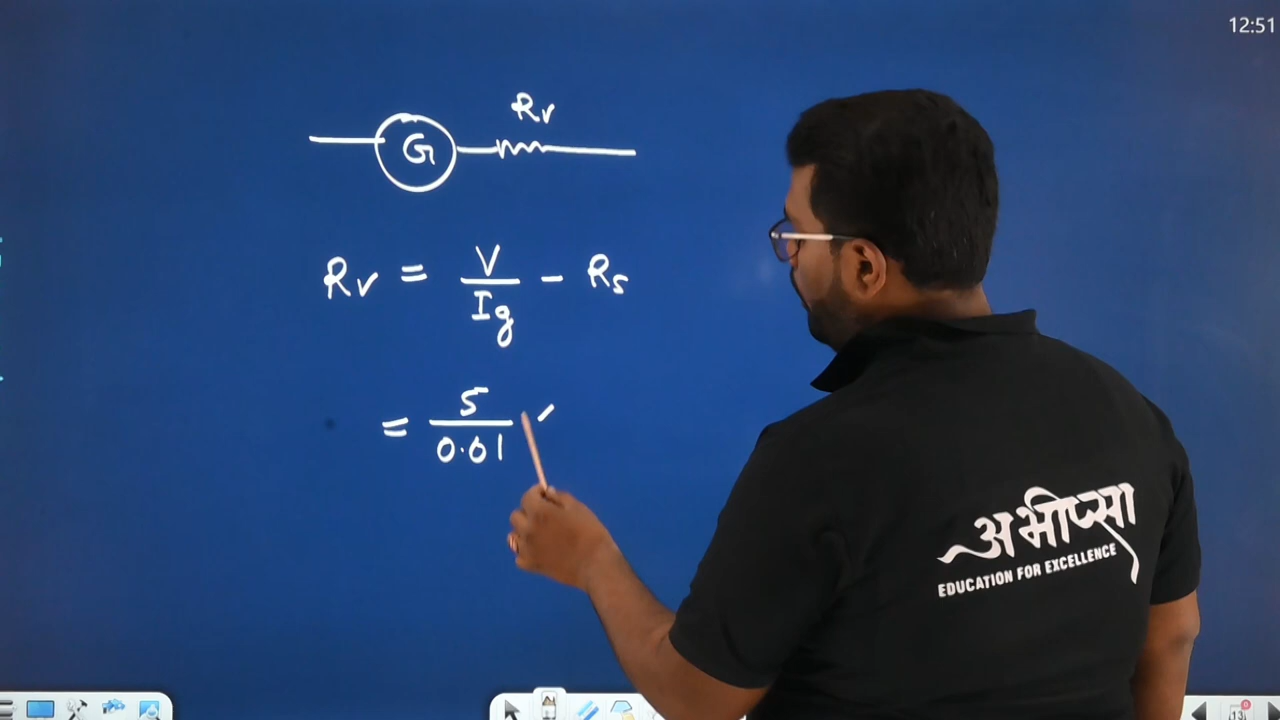 12:51
Rv
G
Rv = V/Ig - Rs
= 5/0.01
अभीप्सा
EDUCATION FOR EXCELLENCE
13